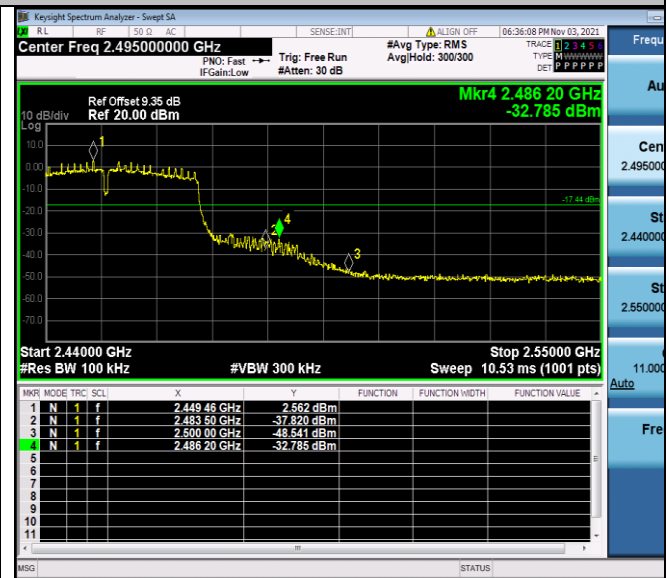 Keysight Spectrum Analyzer - Swept SA
RL RF 50 Ω AC SENSE:INT ALIGN OFF 06:36:08 PM Nov 03, 2021
Center Freq 2.495000000 GHz #Avg Type: RMS TRACE 1 2 3 4 5 6 Frequ
PNO: Fast Trig: Free Run Avg|Hold: 300/300 TYPE M WWWWW
IFGain:Low #Atten: 30 dB DET P P P P P P
Au
Mkr4 2.486 20 GHz
Ref Offset 9.35 dB
10 dB/div Ref 20.00 dBm -32.785 dBm
Log
10.0
1
Cen
0.00
2.495000
-10.0
-17.44 dBm
-20.0
St
2 4
2.440000
-30.0
-40.0
3
-50.0
St
-60.0
2.550000
-70.0
Start 2.44000 GHz Stop 2.55000 GHz
#Res BW 100 kHz #VBW 300 kHz Sweep 10.53 ms (1001 pts)
11.000
Auto
MKR MODE TRC SCL X Y FUNCTION FUNCTION WIDTH FUNCTION VALUE
1 N 1 f 2.449 46 GHz 2.562 dBm
2 N 1 f 2.483 50 GHz -37.820 dBm
3 N 1 f 2.500 00 GHz -48.541 dBm
4 N 1 f 2.486 20 GHz -32.785 dBm
Fre
5
6
7
8
9
10
11
MSG STATUS